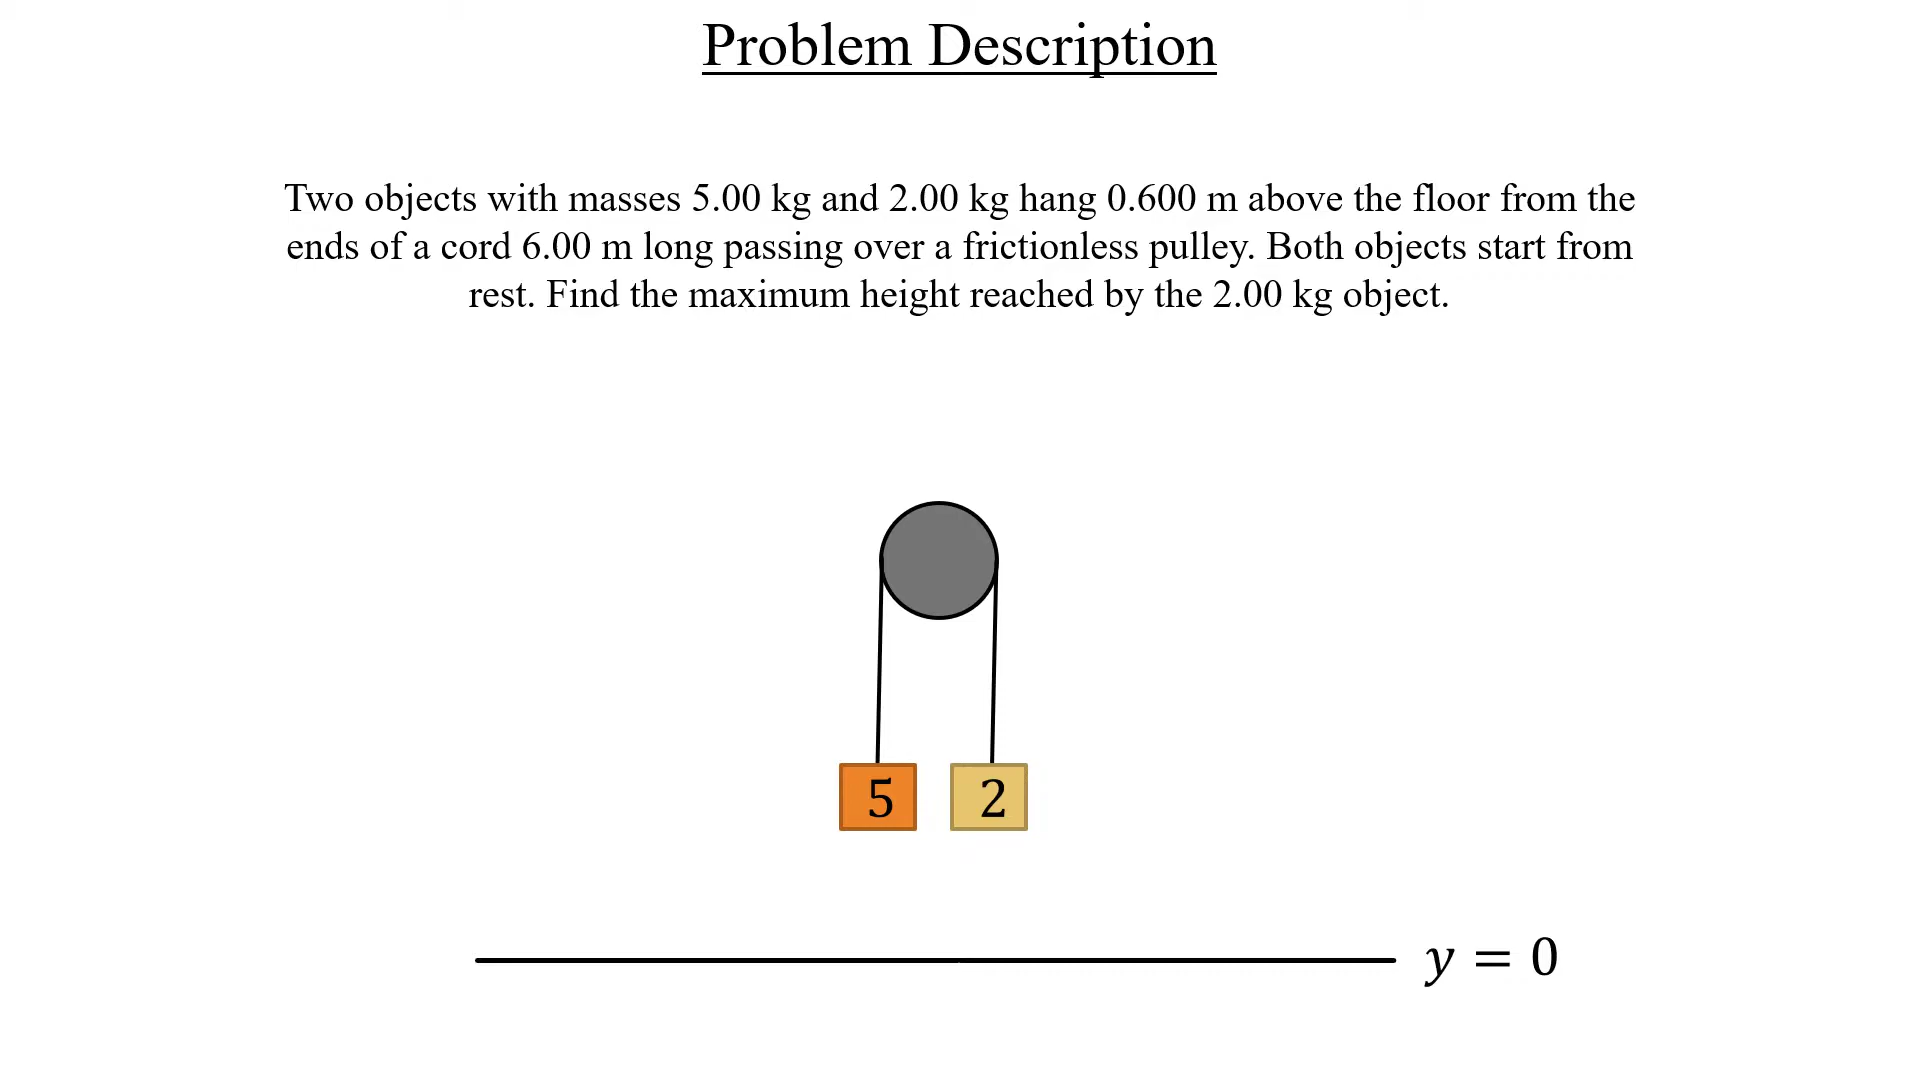 Problem Description
Two objects with masses 5.00 kg and 2.00 kg hang 0.600 m above the floor from the
ends of a cord 6.00 m long passing over a frictionless pulley. Both objects start from
rest. Find the maximum height reached by the 2.00 kg object.
5 2
y = 0